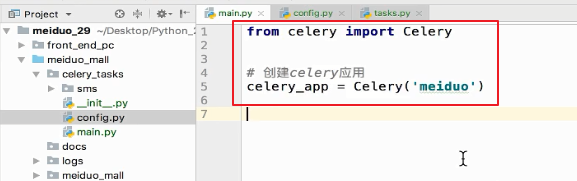 Project
main.py
config.py
tasks.py
meiduo_29 ~/Desktop/Python_2
front_end_pc
meiduo_mall
celery_tasks
sms
__init__.py
config.py
main.py
docs
logs
meiduo_mall
1 from celery import Celery
2
3
4 # 创建celery应用
5 celery_app = Celery('meiduo')
6
7